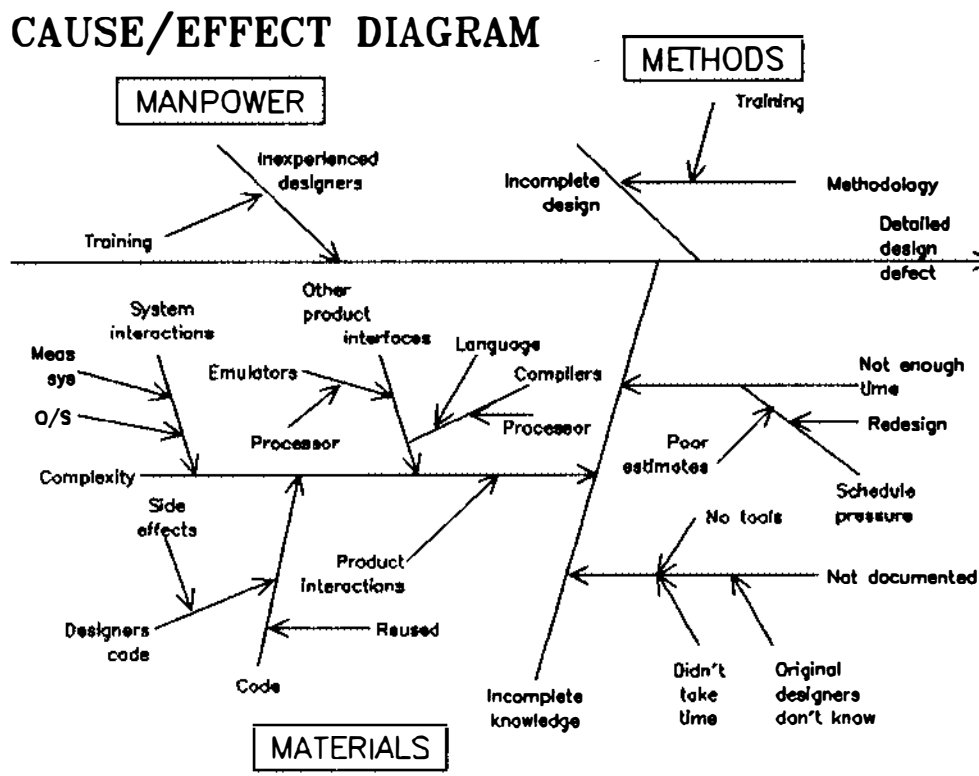 CAUSE/EFFECT DIAGRAM
METHODS
MANPOWER
Training
Inexperienced
designers
Incomplete
design
Methodology
Training
Detailed
design
defect
System
interactions
Other
product
interfaces
Language
Meas
sys
Emulators
Compilers
Not enough
time
O/S
Processor
Processor
Redesign
Poor
estimates
Complexity
Schedule
pressure
Side
effects
No tools
Product
interactions
Not documented
Designers
code
Reused
Code
Incomplete
knowledge
Didn't
take
time
Original
designers
don't know
MATERIALS